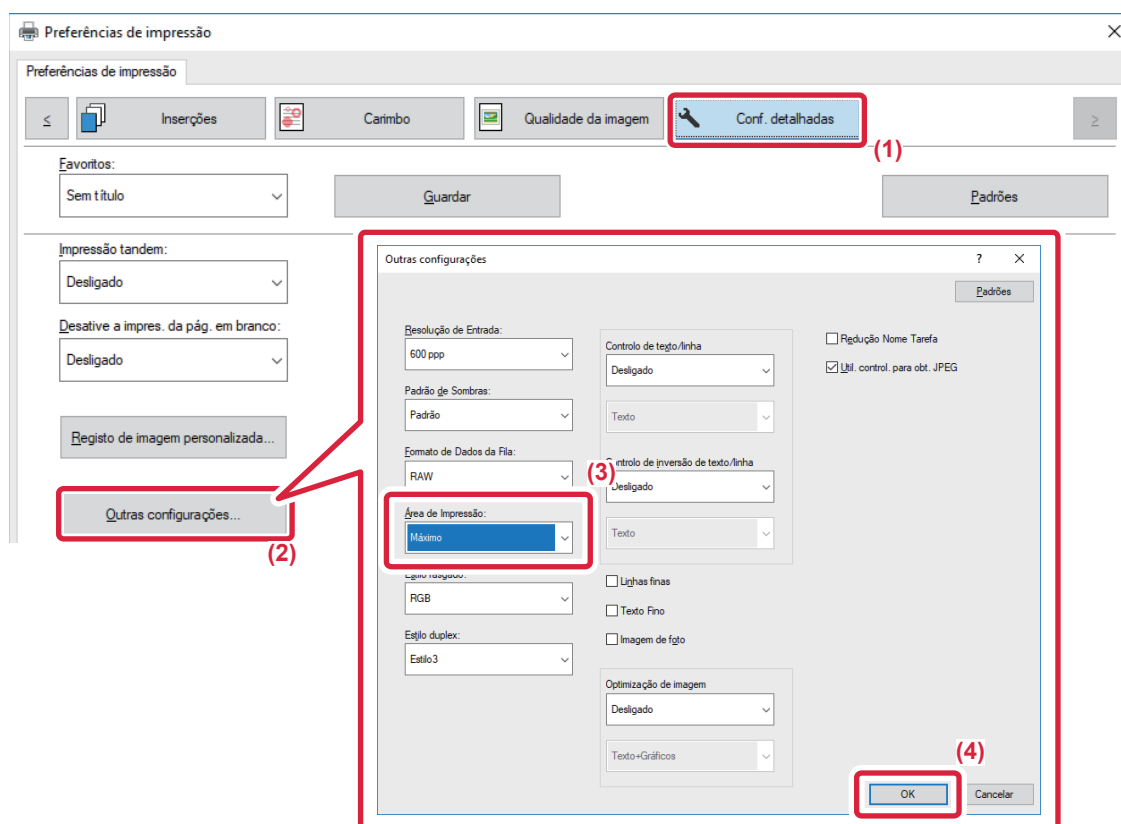 Preferências de impressão
Preferências de impressão
<
Inserções
Carimbo
Qualidade da imagem
Conf. detalhadas
>
(1)
Favoritos:
Sem título
Guardar
Padrões
Impressão tandem:
Desligado
Desative a impres. da pág. em branco:
Desligado
Registo de imagem personalizada...
Outras configurações...
(2)
Outras configurações
?
Padrões
Resolução de Entrada:
600 ppp
Padrão de Sombras:
Padrão
Formato de Dados da Fila:
RAW
(3)
Área de Impressão:
Máximo
Estilo rasgado:
RGB
Estilo duplex:
Estilo3
Controlo de texto/linha
Desligado
Texto
Controlo de inversão de texto/linha
Desligado
Texto
Linhas finas
Texto Fino
Imagem de foto
Optimização de imagem
Desligado
Texto+Gráficos
Redução Nome Tarefa
Util. control. para obt. JPEG
(4)
OK
Cancelar